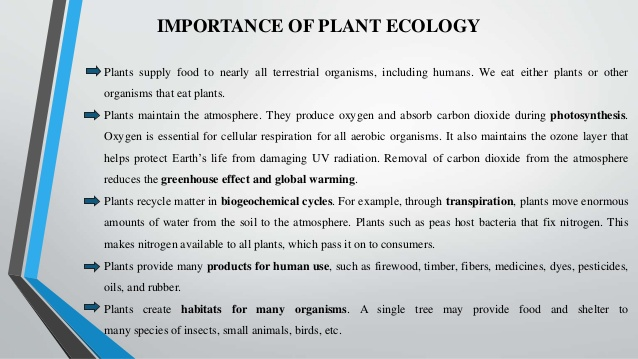 IMPORTANCE OF PLANT ECOLOGY
Plants supply food to nearly all terrestrial organisms, including humans. We eat either plants or other
organisms that eat plants.
Plants maintain the atmosphere. They produce oxygen and absorb carbon dioxide during photosynthesis.
Oxygen is essential for cellular respiration for all aerobic organisms. It also maintains the ozone layer that
helps protect Earth's life from damaging UV radiation. Removal of carbon dioxide from the atmosphere
reduces the greenhouse effect and global warming.
Plants recycle matter in biogeochemical cycles. For example, through transpiration, plants move enormous
amounts of water from the soil to the atmosphere. Plants such as peas host bacteria that fix nitrogen. This
makes nitrogen available to all plants, which pass it on to consumers.
Plants provide many products for human use, such as firewood, timber, fibers, medicines, dyes, pesticides,
oils, and rubber.
Plants create habitats for many organisms. A single tree may provide food and shelter to
many species of insects, small animals, birds, etc.